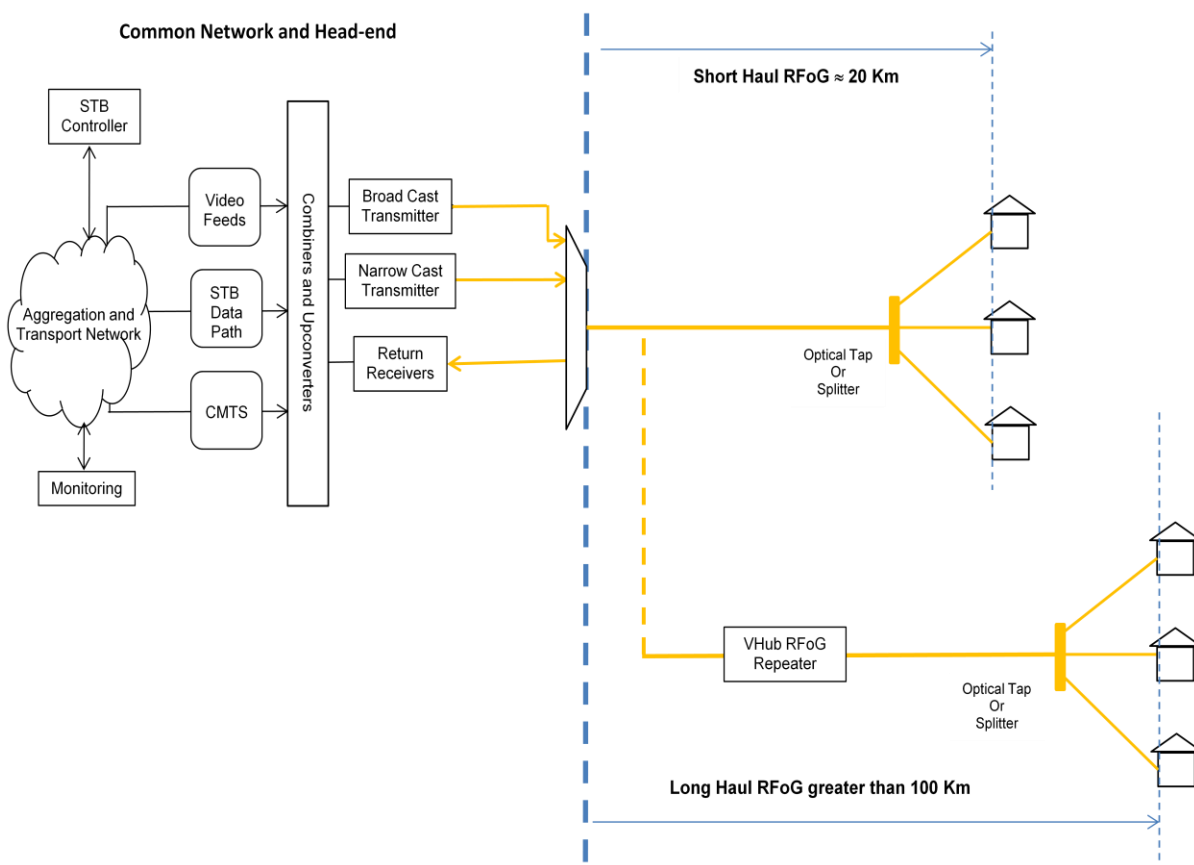 Common Network and Head-end
Short Haul RFoG ≈ 20 Km
STB
Controller
Video
Feeds
Combiners and Upconverters
Broad Cast
Transmitter
Aggregation and
Transport Network
STB
Data
Path
Narrow Cast
Transmitter
Return
Receivers
Optical Tap
Or
Splitter
CMTS
Monitoring
VHub RFoG
Repeater
Optical Tap
Or
Splitter
Long Haul RFoG greater than 100 Km